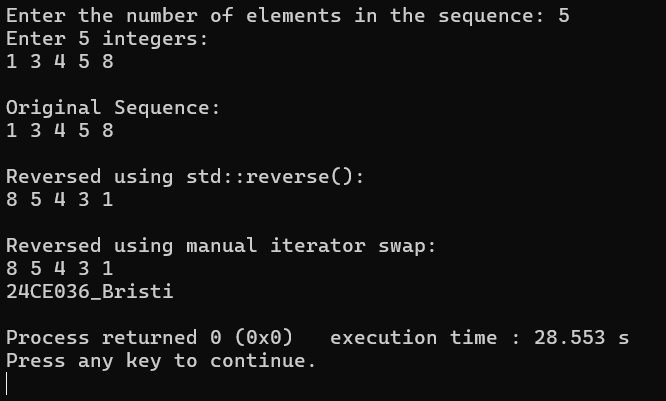 Enter the number of elements in the sequence: 5
Enter 5 integers:
1 3 4 5 8
Original Sequence:
1 3 4 5 8
Reversed using std::reverse():
8 5 4 3 1
Reversed using manual iterator swap:
8 5 4 3 1
24CE036_Bristi
Process returned 0 (0x0)   execution time : 28.553 s
Press any key to continue.